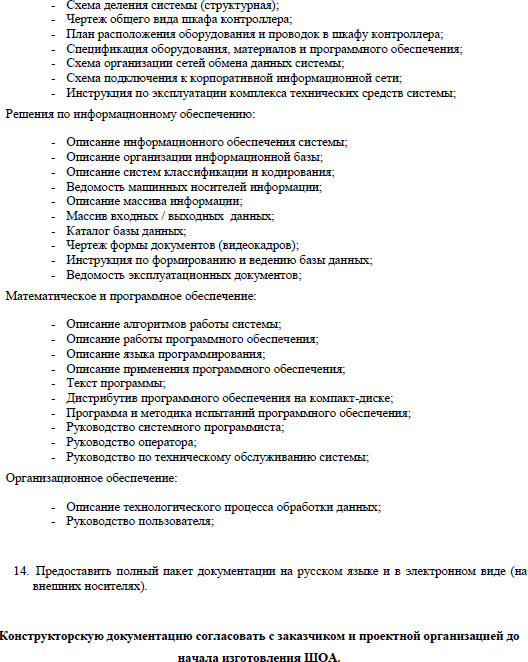 - Схема деления системы (структурная);
- Чертеж общего вида шкафа контроллера;
- План расположения оборудования и проводок в шкафу контроллера;
- Спецификация оборудования, материалов и программного обеспечения;
- Схема организации сетей обмена данных системы;
- Схема подключения к корпоративной информационной сети;
- Инструкция по эксплуатации комплекса технических средств системы;
Решения по информационному обеспечению:
- Описание информационного обеспечения системы;
- Описание организации информационной базы;
- Описание систем классификации и кодирования;
- Ведомость машинных носителей информации;
- Описание массива информации;
- Массив входных / выходных данных;
- Каталог базы данных;
- Чертеж формы документов (видеокадров);
- Инструкция по формированию и ведению базы данных;
- Ведомость эксплуатационных документов;
Математическое и программное обеспечение:
- Описание алгоритмов работы системы;
- Описание работы программного обеспечения;
- Описание языка программирования;
- Описание применения программного обеспечения;
- Текст программы;
- Дистрибутив программного обеспечения на компакт-диске;
- Программа и методика испытаний программного обеспечения;
- Руководство системного программиста;
- Руководство оператора;
- Руководство по техническому обслуживанию системы;
Организационное обеспечение:
- Описание технологического процесса обработки данных;
- Руководство пользователя;
14. Предоставить полный пакет документации на русском языке и в электронном виде (на
внешних носителях).
Конструкторскую документацию согласовать с заказчиком и проектной организацией до
начала изготовления ШОА.